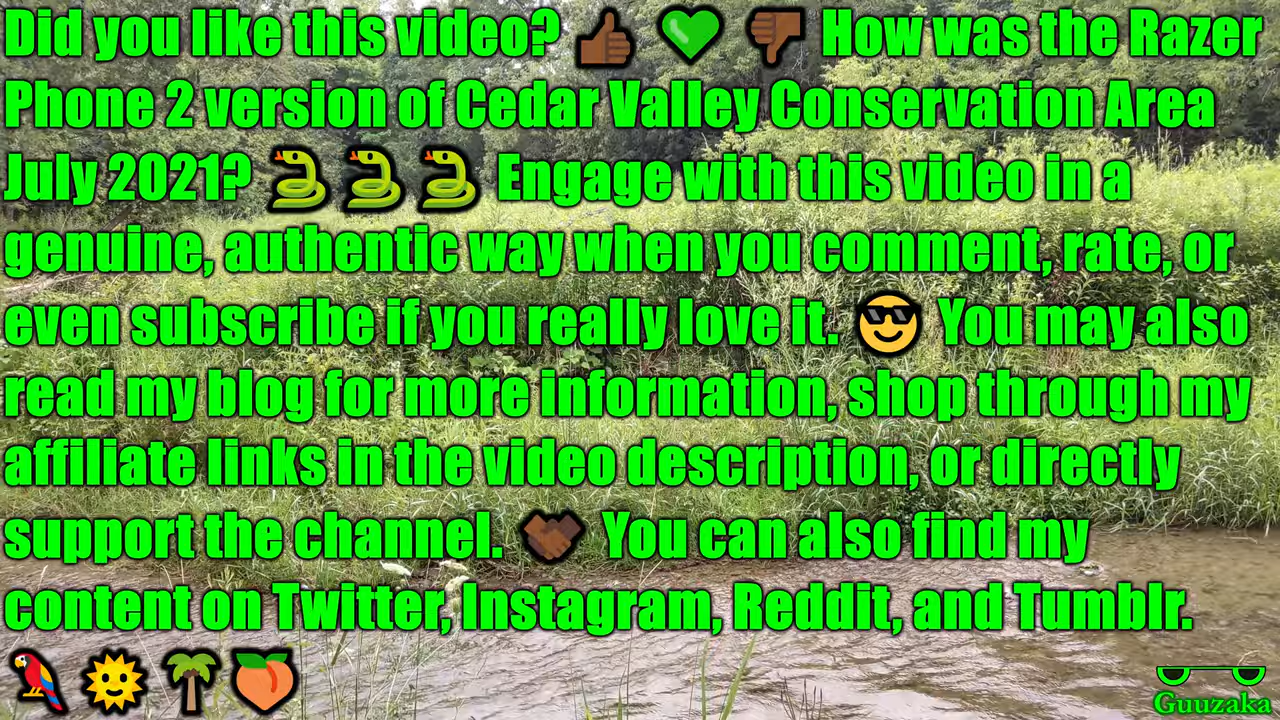 Did you like this video? 👍🏾 💚 👎🏾 How was the Razer
Phone 2 version of Cedar Valley Conservation Area
July 2021? 🐍 🐍 🐍 Engage with this video in a
genuine, authentic way when you comment, rate, or
even subscribe if you really love it. 😎 You may also
read my blog for more information, shop through my
affiliate links in the video description, or directly
support the channel. 🤝🏾 You can also find my
content on Twitter, Instagram, Reddit, and Tumblr.
🦜 🌞 🌴 🍑
Guuzaka